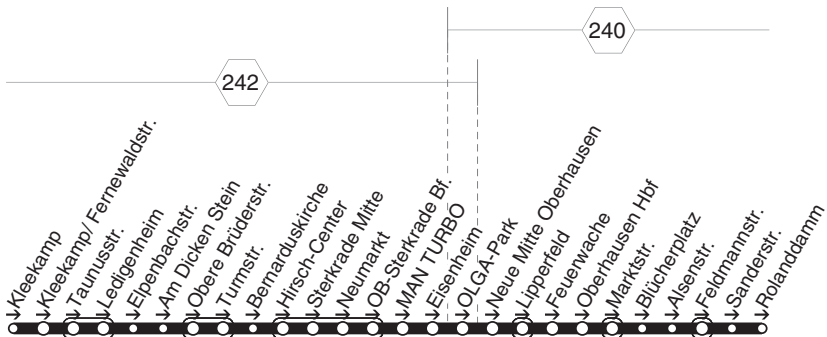 240
242
Kleekamp
Kleekamp/ Fernewaldstr.
Taunusstr.
Ledigenheim
Elpenbachstr.
Am Dicken Stein
Obere Brüderstr.
Turmstr.
Bernarduskirche
Hirsch-Center
Sterkrade Mitte
Neumarkt
OB-Sterkrade Bf.
MAN TURBO
Eisenheim
OLGA-Park
Neue Mitte Oberhausen
Lipperfeld
Feuerwache
Oberhausen Hbf
Marktstr.
Blücherplatz
Alsenstr.
Feldmannstr.
Sanderstr.
Rolanddamm